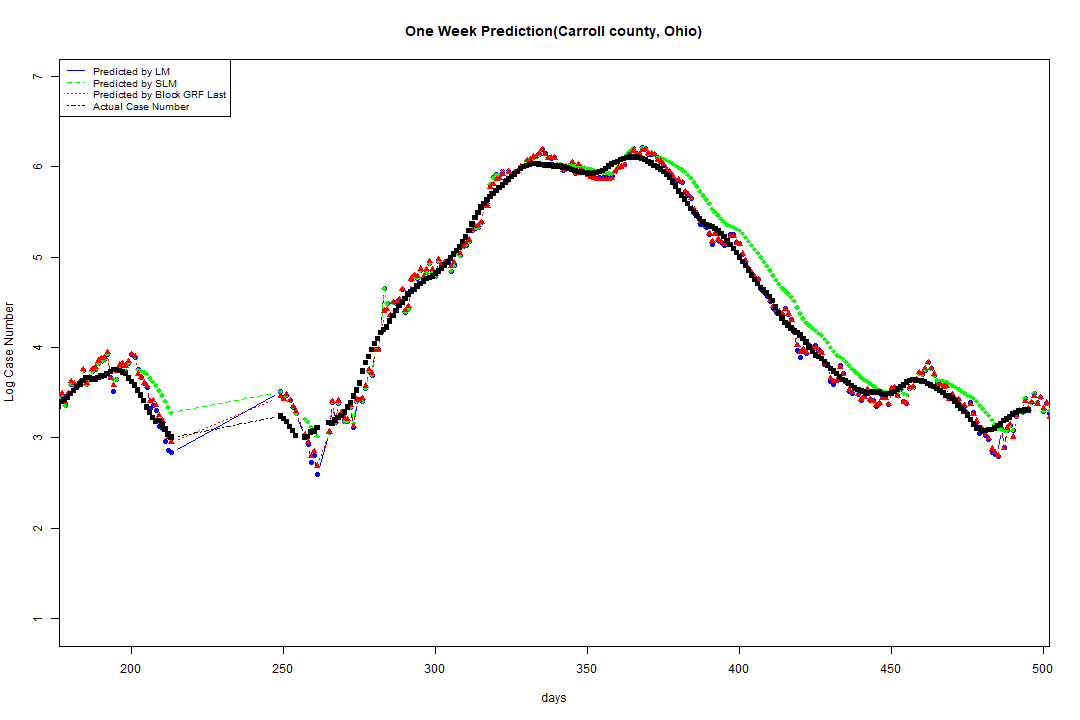 One Week Prediction(Carroll county, Ohio)
Predicted by LM
Predicted by SLM
Predicted by Block GRF Last
Actual Case Number
7
6
5
4
3
2
1
Log Case Number
200 250 300 350 400 450 500
days